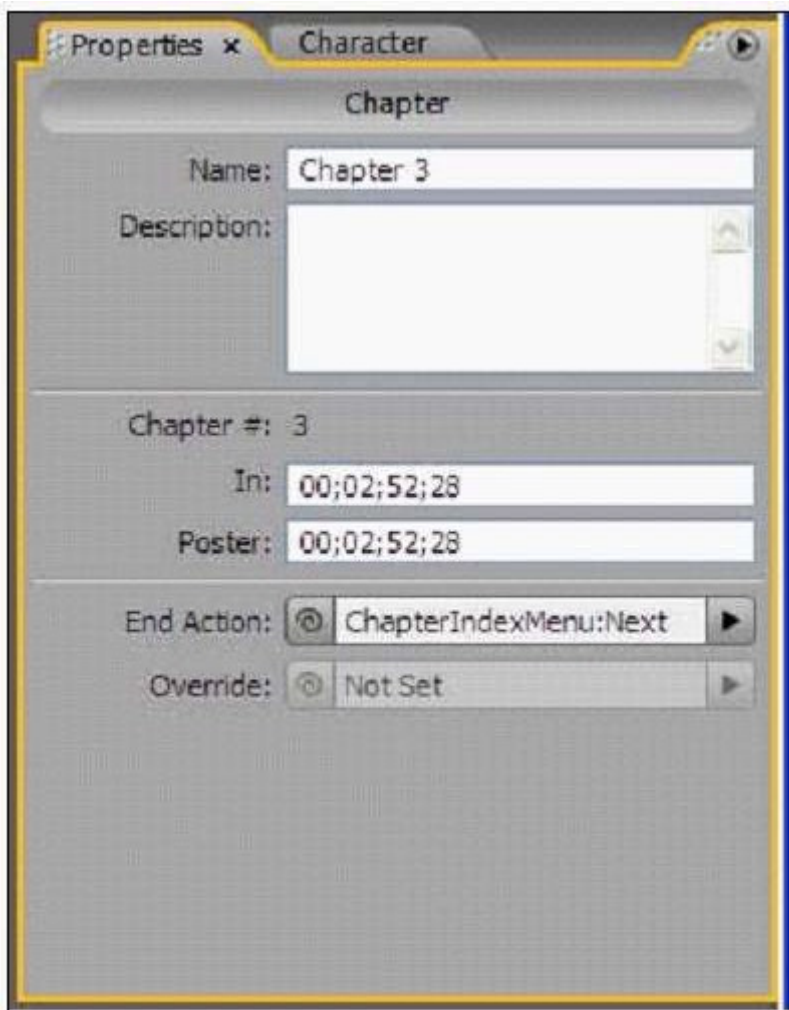 Properties x Character
Chapter
Name: Chapter 3
Description:
Chapter #: 3
In: 00;02;52;28
Poster: 00;02;52;28
End Action: ChapterIndexMenu:Next
Override: Not Set